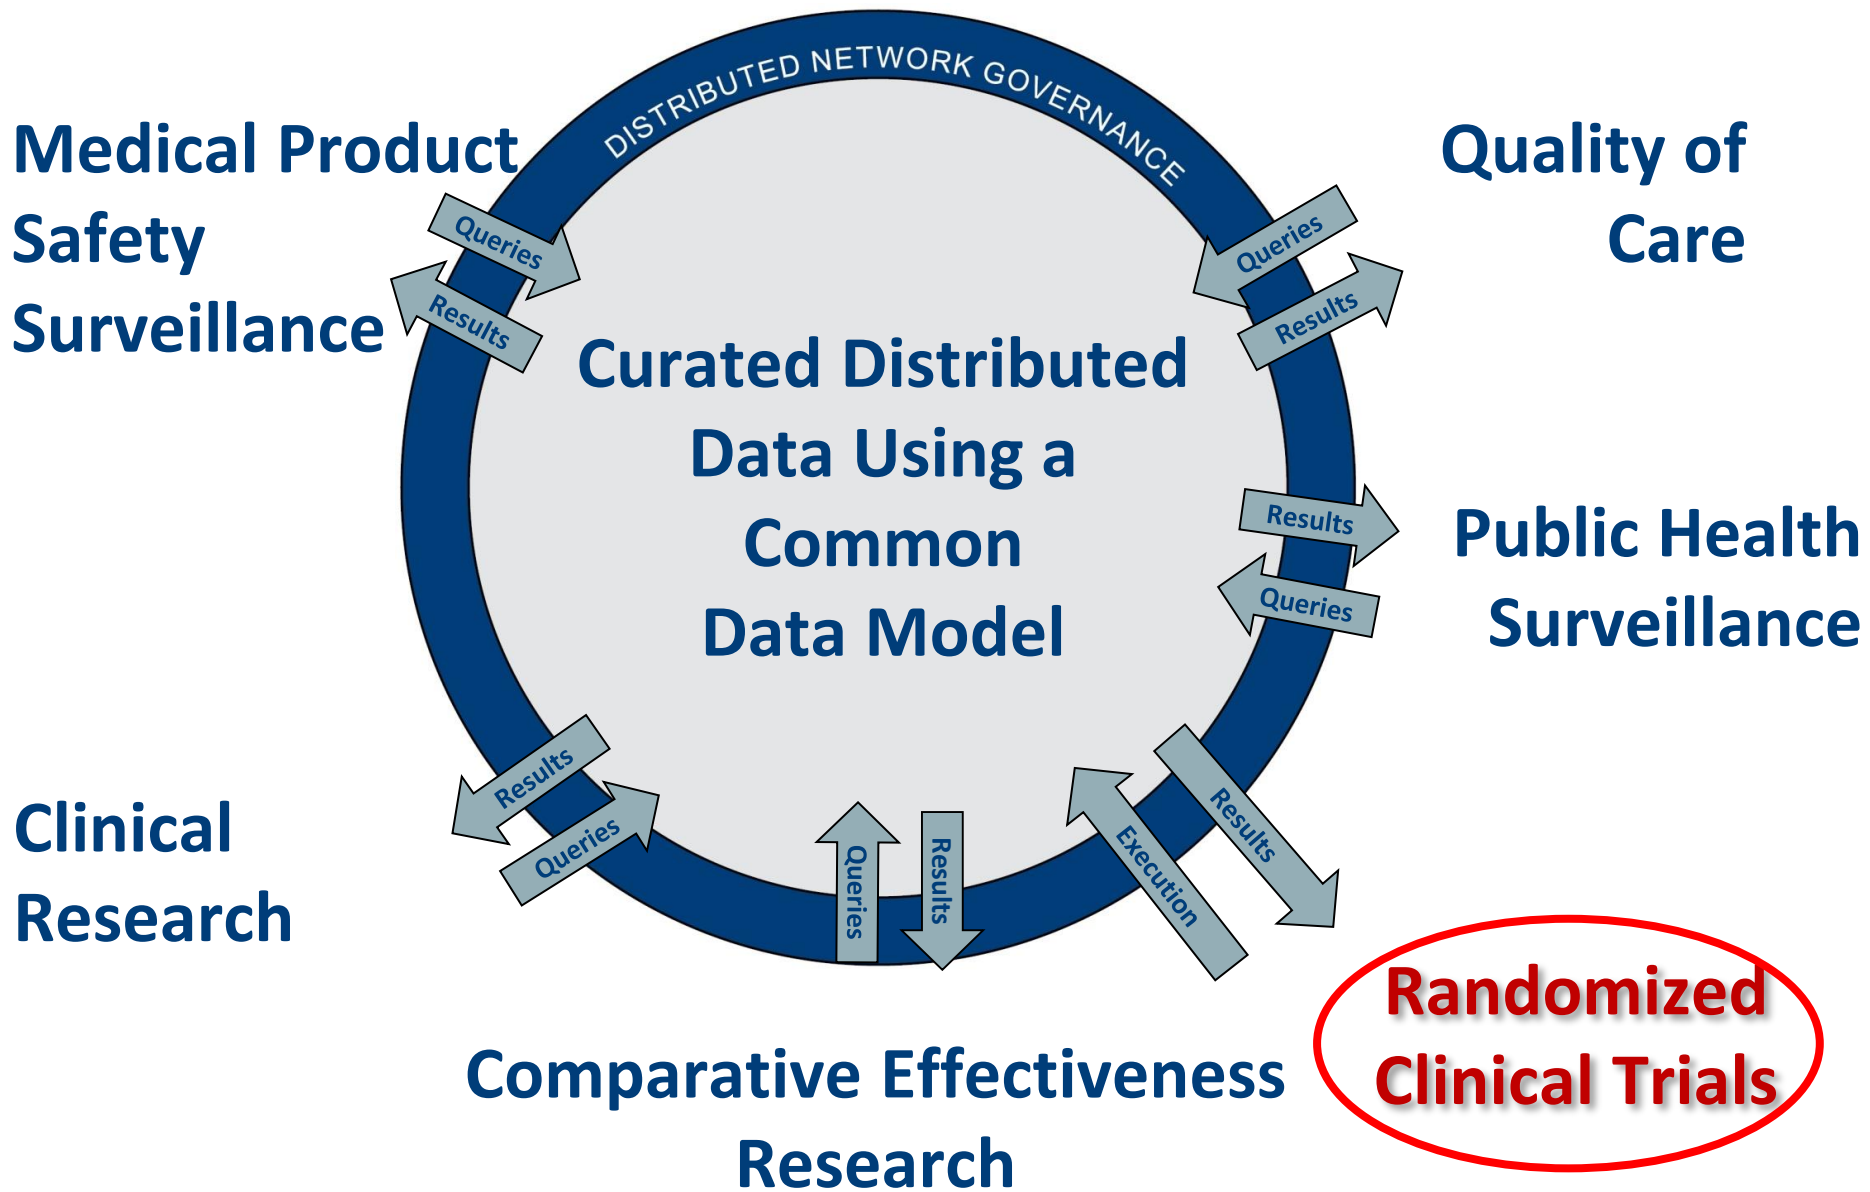 DISTRIBUTED NETWORK GOVERNANCE
Medical Product
Safety
Surveillance
Queries
Results
Quality of
Care
Queries
Results
Curated Distributed
Data Using a
Common
Data Model
Results
Queries
Public Health
Surveillance
Clinical
Research
Results
Queries
Queries
Results
Comparative Effectiveness
Research
Execution
Results
Randomized
Clinical Trials